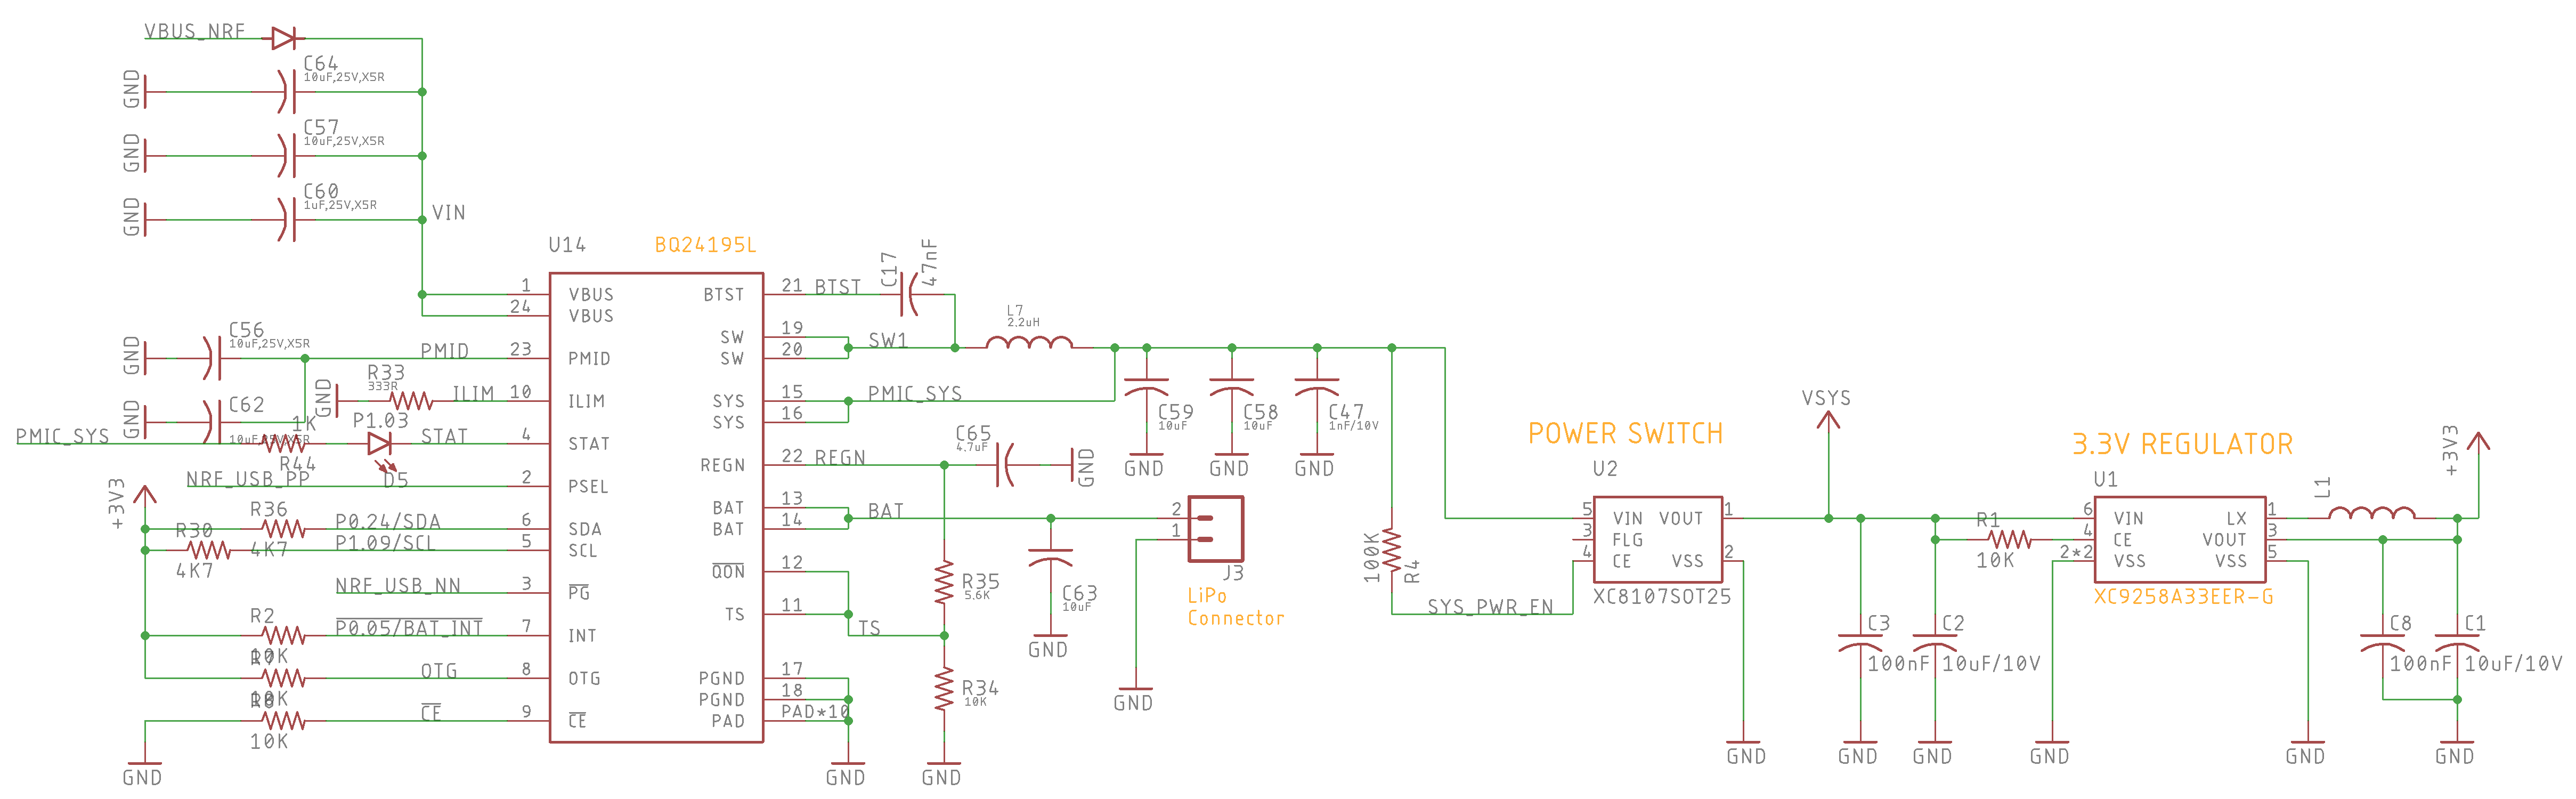 VBUS_NRF
C64
10uF,25V,X5R
GND
C57
10uF,25V,X5R
GND
C60
1uF,25V,X5R
GND
VIN
U14
BQ24195L
1
VBUS
24
VBUS
C56
10uF,25V,X5R
GND
PMID
23
PMID
R33
333R
GND
ILIM
10
ILIM
C62
10uF,25V,X5R
GND
1K
P1.03
PMIC_SYS
R44
D5
STAT
4
STAT
NRF_USB_PP
2
PSEL
+3V3
R36
4K7
P0.24/SDA
6
SDA
R30
4K7
P1.09/SCL
5
SCL
NRF_USB_NN
3
PG
R2
10K
P0.05/BAT_INT
7
INT
R7
10K
OTG
8
OTG
R8
10K
CE
9
CE
GND
BTST
21
BTST
C17
47nF
SW
19
SW
20
SW1
L7
2.2uH
SYS
15
PMIC_SYS
SYS
16
REGN
22
REGN
C65
4.7uF
GND
BAT
13
BAT
14
BAT
QON
12
TS
11
TS
R35
5.6K
R34
10K
GND
PGND
17
PGND
18
PAD
PAD*10
GND
C63
10uF
GND
2
1
J3
LiPo
Connector
GND
C59
10uF
GND
C58
10uF
GND
C47
1nF/10V
GND
100K
R4
SYS_PWR_EN
POWER SWITCH
U2
5
VIN
VOUT
1
3
FLG
4
CE
VSS
2
XC8107SOT25
GND
VSYS
C3
100nF
GND
C2
10uF/10V
GND
R1
10K
3.3V REGULATOR
U1
6
VIN
LX
1
4
CE
VOUT
3
2*2
VSS
VSS
5
XC9258A33EER-G
GND
GND
L1
+3V3
C8
100nF
C1
10uF/10V
GND